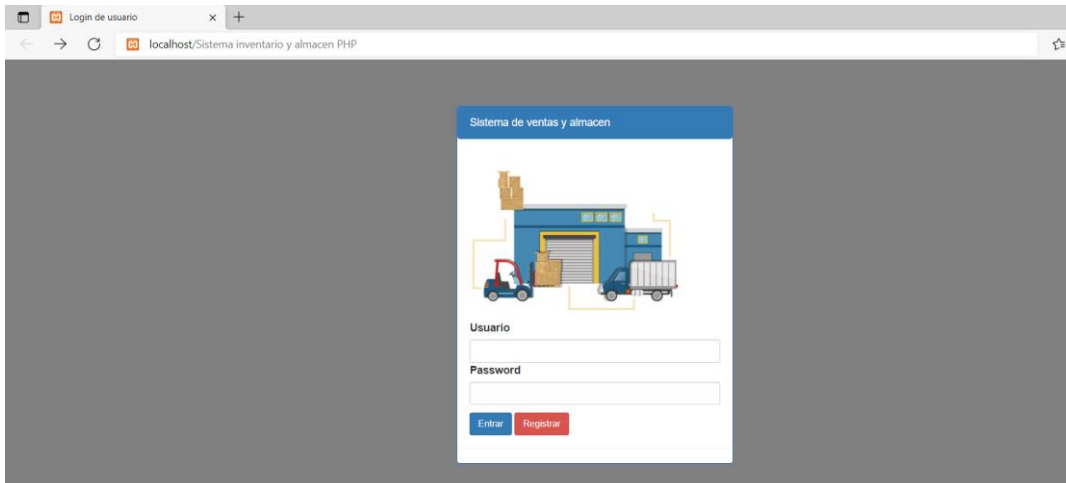 Login de usuario
localhost/Sistema inventario y almacen PHP
Sistema de ventas y almacen
Usuario
Password
Entrar Registrar